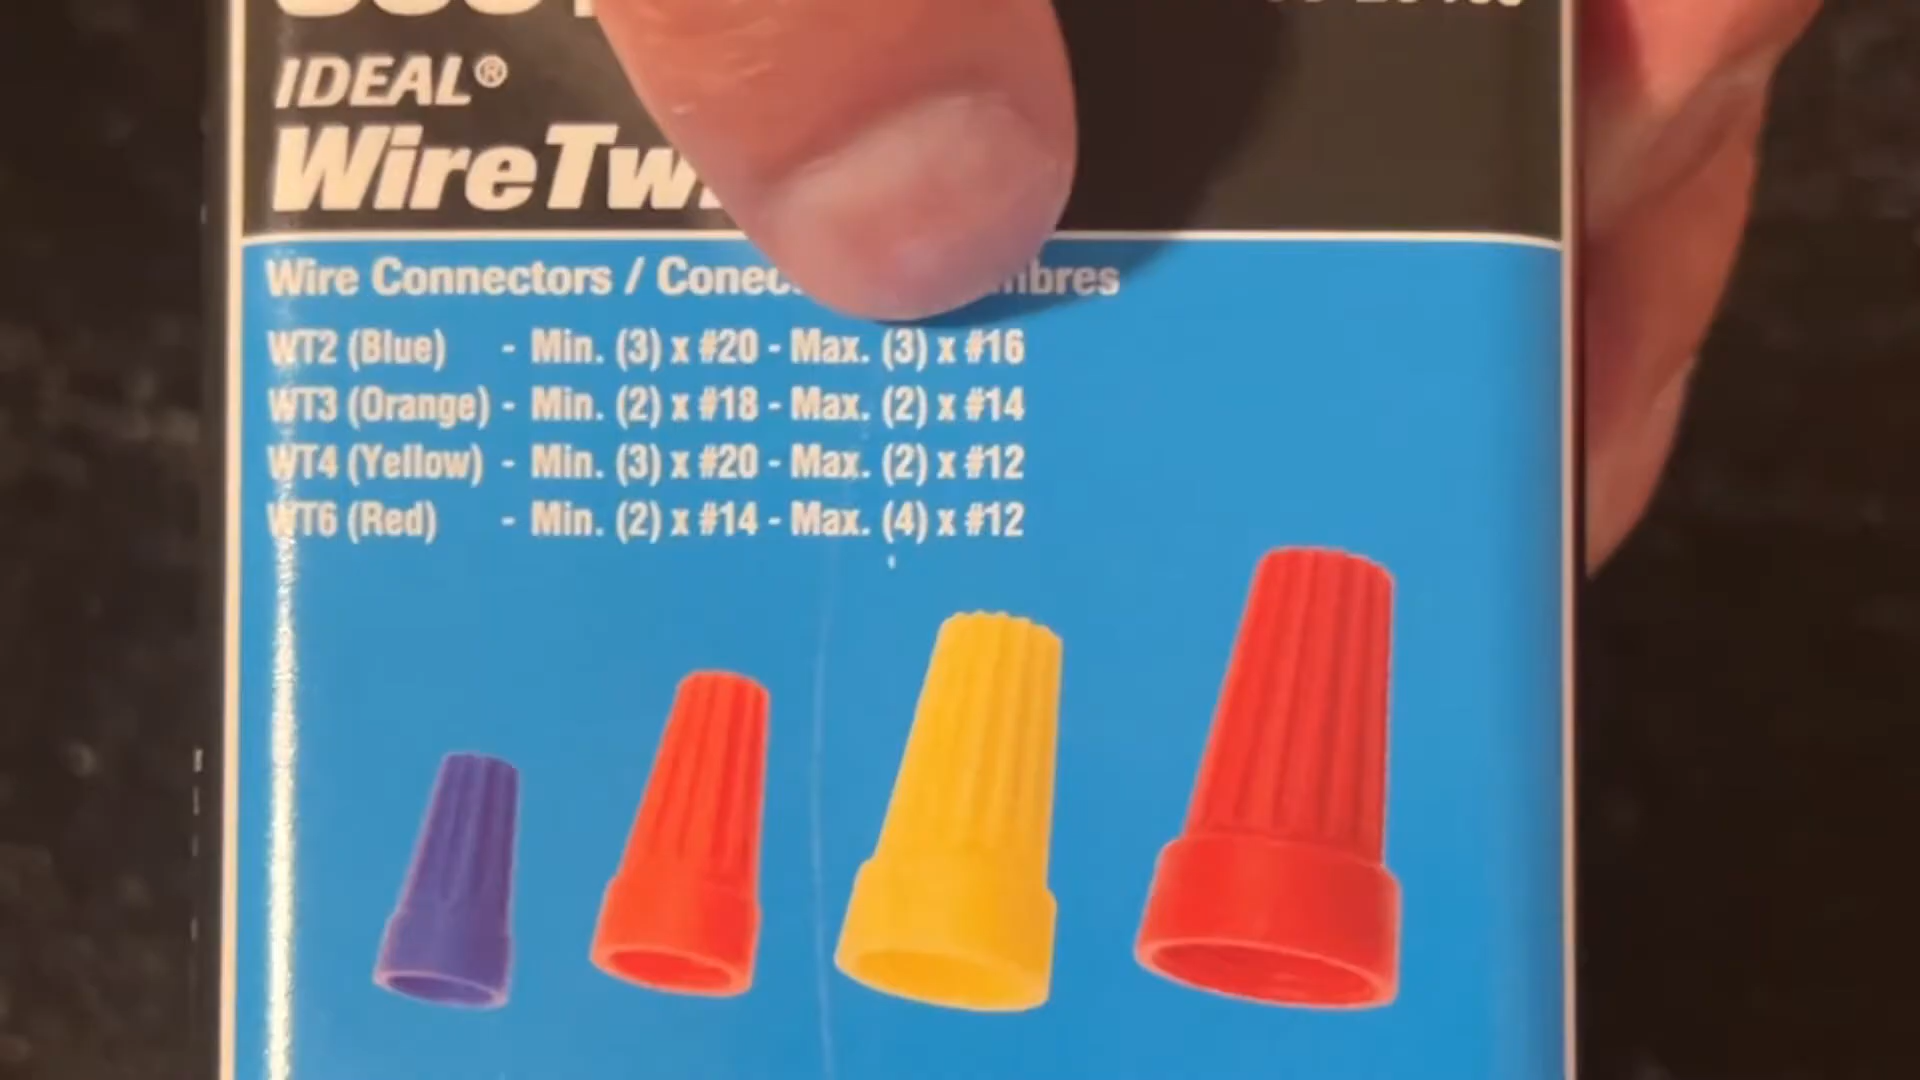 IDEAL®
WireTw
Wire Connectors / Conec
WT2 (Blue) - Min. (3) x #20 - Max. (3) x #16
WT3 (Orange) - Min. (2) x #18 - Max. (2) x #14
WT4 (Yellow) - Min. (3) x #20 - Max. (2) x #12
WT6 (Red) - Min. (2) x #14 - Max. (4) x #12